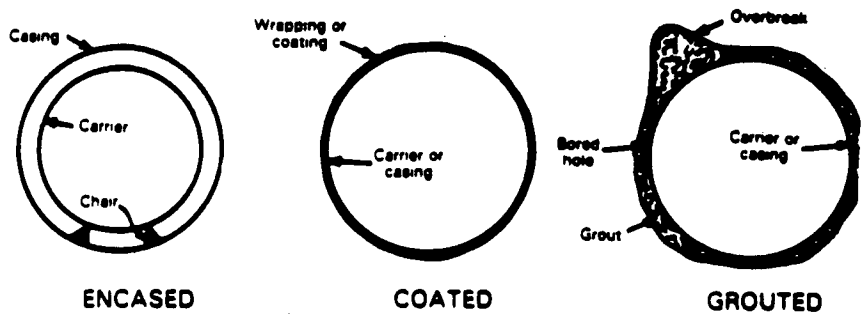 Casing
Carrier
Chair
ENCASED
Wrapping or
coating
Carrier or
casing
COATED
Overbreak
Bored
hole
Carrier or
casing
Grout
GROUTED